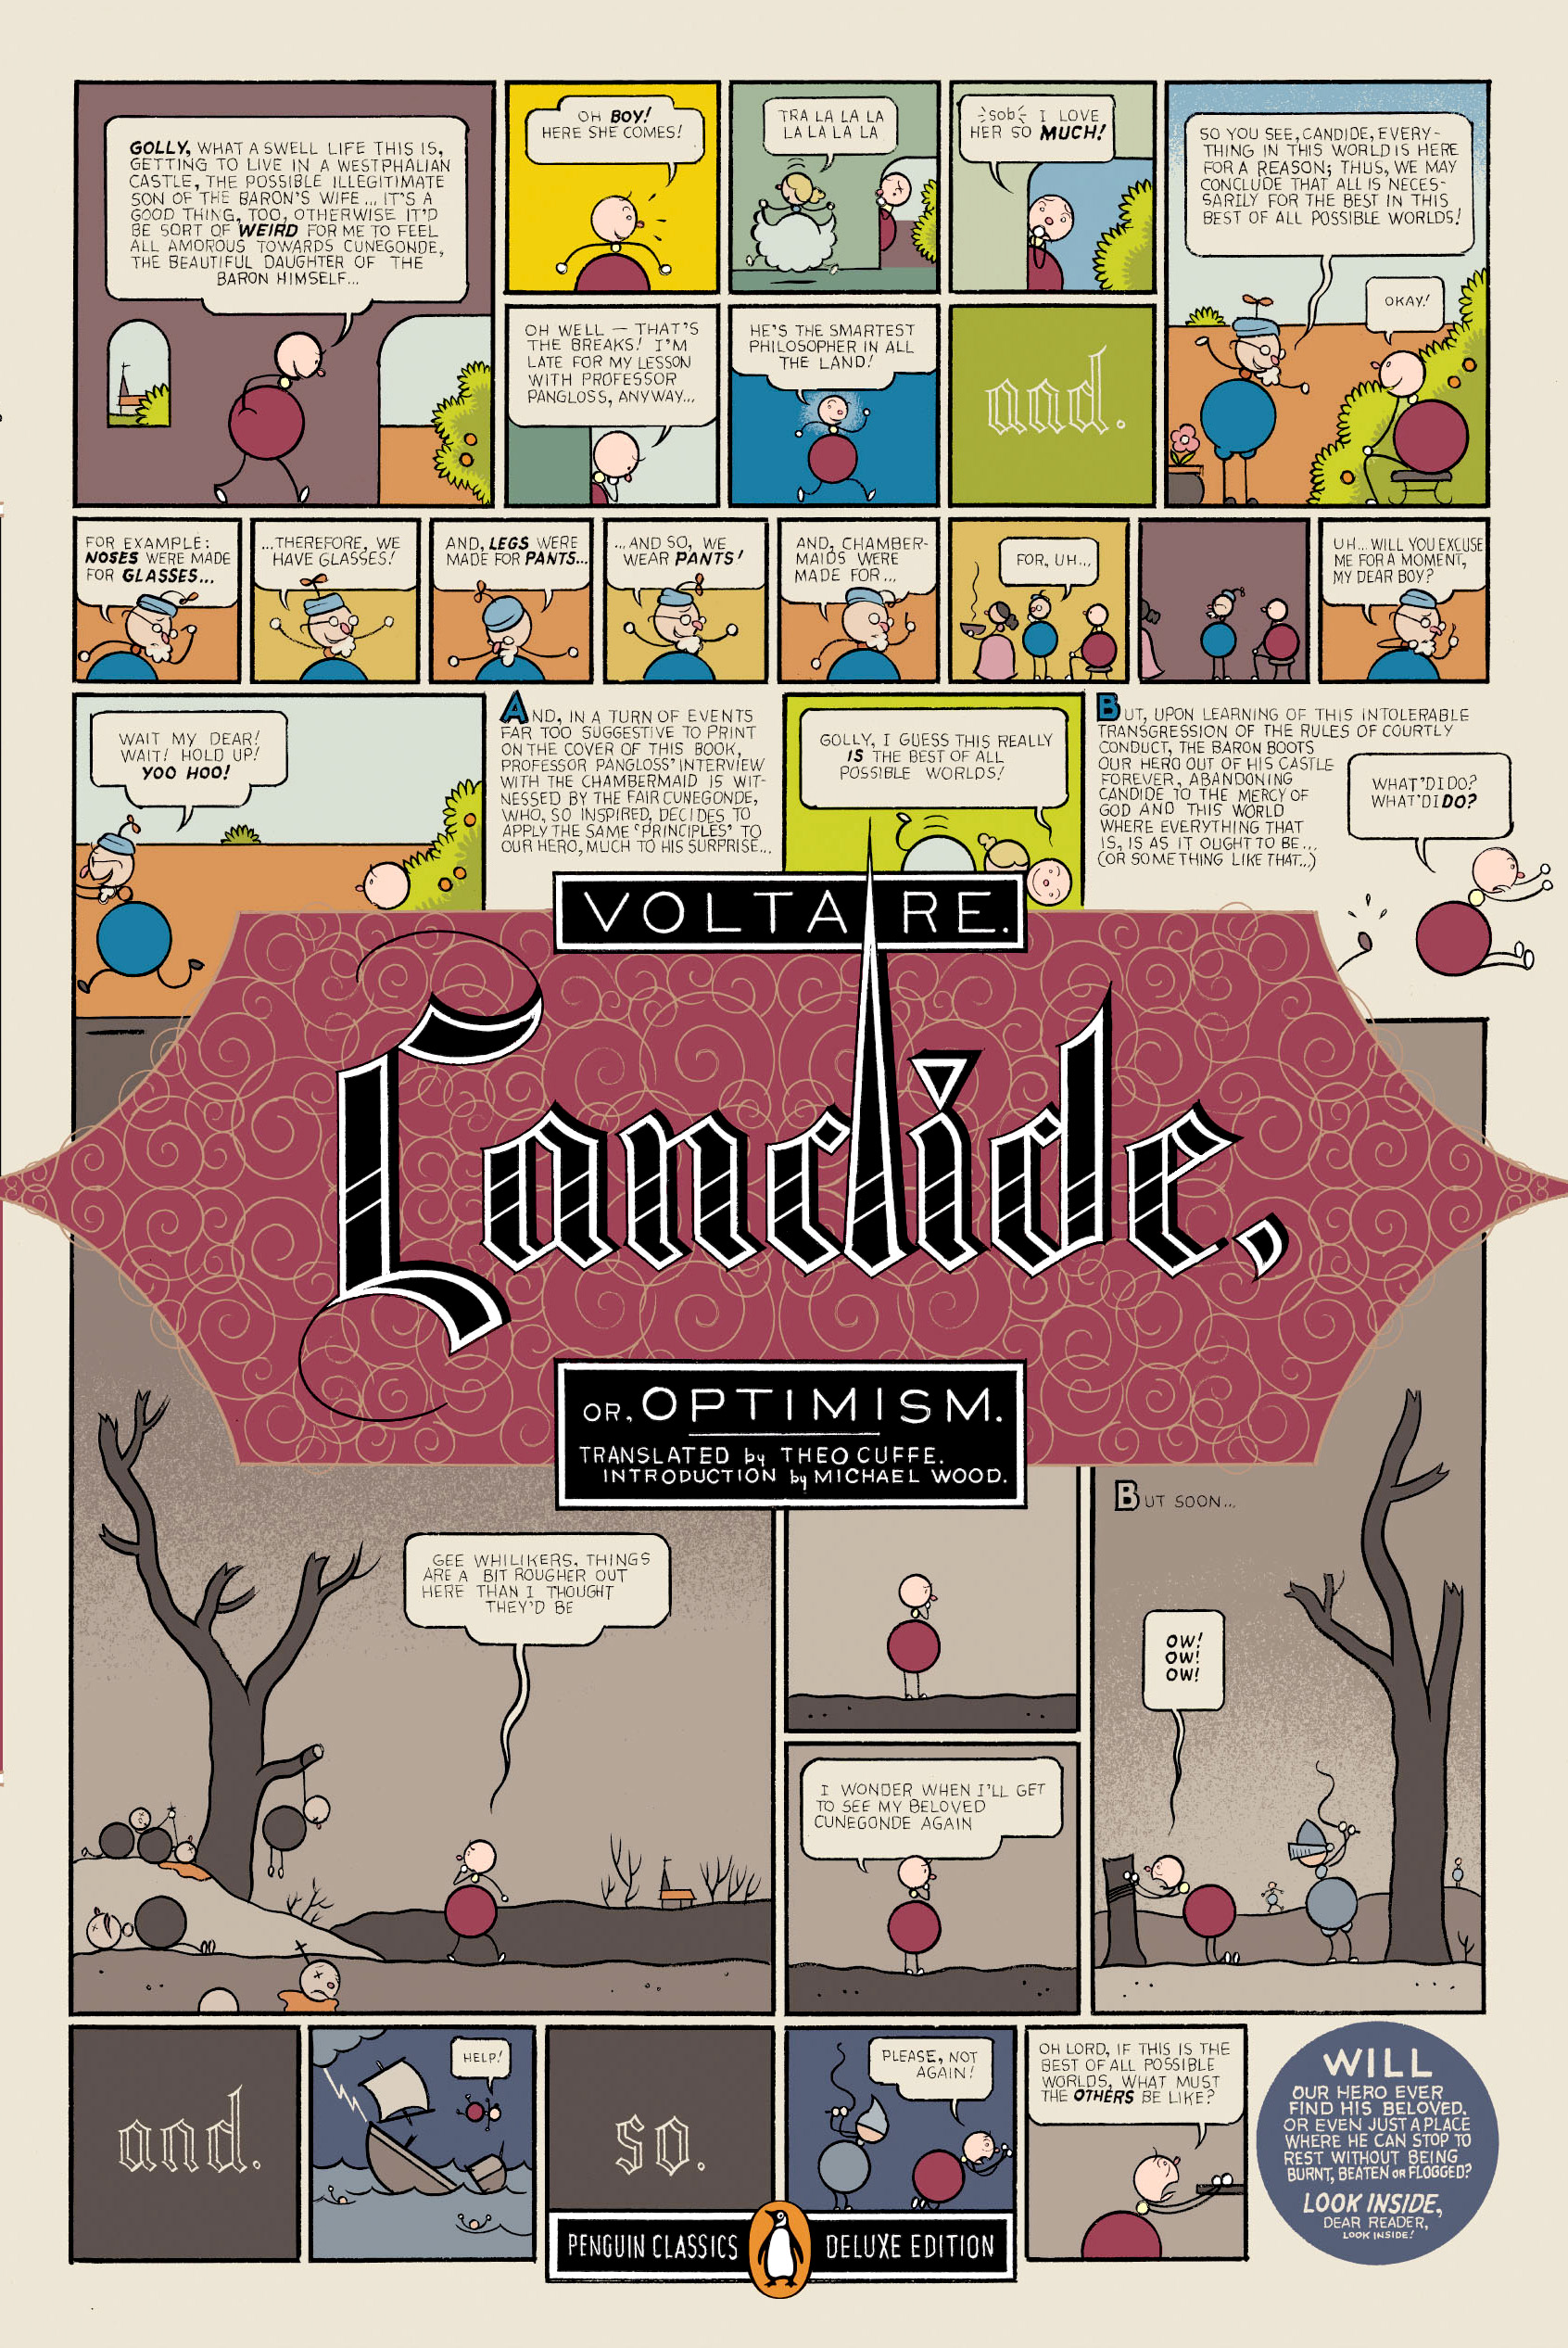 GOLLY, WHAT A SWELL LIFE THIS IS,
GETTING TO LIVE IN A WESTPHALIAN
CASTLE, THE POSSIBLE ILLEGITIMATE
SON OF THE BARON'S WIFE... IT'S A
GOOD THING, TOO, OTHERWISE IT'D
BE SORT OF WEIRD FOR ME TO FEEL
ALL AMOROUS TOWARDS CUNEGONDE,
THE BEAUTIFUL DAUGHTER OF THE
BARON HIMSELF...
OH BOY!
HERE SHE COMES!
TRA LA LA LA
LA LA LA LA
SOB I LOVE
HER SO MUCH!
OH WELL — THAT'S
THE BREAKS! I'M
LATE FOR MY LESSON
WITH PROFESSOR
PANGLOSS, ANYWAY...
HE'S THE SMARTEST
PHILOSOPHER IN ALL
THE LAND!
and.
SO YOU SEE, CANDIDE, EVERY-
THING IN THIS WORLD IS HERE
FOR A REASON; THUS, WE MAY
CONCLUDE THAT ALL IS NECES-
SARILY FOR THE BEST IN THIS
BEST OF ALL POSSIBLE WORLDS!
OKAY!
FOR EXAMPLE:
NOSES WERE MADE
FOR GLASSES...
...THEREFORE, WE
HAVE GLASSES!
AND, LEGS WERE
MADE FOR PANTS...
...AND SO, WE
WEAR PANTS!
AND, CHAMBER-
MAIDS WERE
MADE FOR...
FOR, UH...
UH... WILL YOU EXCUSE
ME FOR A MOMENT,
MY DEAR BOY?
WAIT MY DEAR!
WAIT! HOLD UP!
YOO HOO!
AND, IN A TURN OF EVENTS
FAR TOO SUGGESTIVE TO PRINT
ON THE COVER OF THIS BOOK,
PROFESSOR PANGLOSS' INTERVIEW
WITH THE CHAMBERMAID IS WIT-
NESSED BY THE FAIR CUNEGONDE,
WHO, SO INSPIRED, DECIDES TO
APPLY THE SAME "PRINCIPLES" TO
OUR HERO, MUCH TO HIS SURPRISE...
GOLLY, I GUESS THIS REALLY
IS THE BEST OF ALL
POSSIBLE WORLDS!
BUT, UPON LEARNING OF THIS INTOLERABLE
TRANSGRESSION OF THE RULES OF COURTLY
CONDUCT, THE BARON BOOTS
OUR HERO OUT OF HIS CASTLE
FOREVER, ABANDONING
CANDIDE TO THE MERCY OF
GOD AND THIS WORLD
WHERE EVERYTHING THAT
IS, IS AS IT OUGHT TO BE...
(OR SOMETHING LIKE THAT...)
WHAT'D I DO?
WHAT'D I DO?
VOLTAIRE.
Candide,
OR, OPTIMISM.
TRANSLATED by THEO CUFFE.
INTRODUCTION by MICHAEL WOOD.
GEE WHILIKERS, THINGS
ARE A BIT ROUGHER OUT
HERE THAN I THOUGHT
THEY'D BE
I WONDER WHEN I'LL GET
TO SEE MY BELOVED
CUNEGONDE AGAIN
BUT SOON...
OW!
OW!
OW!
and.
HELP!
so.
PLEASE, NOT
AGAIN!
OH LORD, IF THIS IS THE
BEST OF ALL POSSIBLE
WORLDS, WHAT MUST
THE OTHERS BE LIKE?
WILL
OUR HERO EVER
FIND HIS BELOVED,
OR EVEN JUST A PLACE
WHERE HE CAN STOP TO
REST WITHOUT BEING
BURNT, BEATEN OR FLOGGED?
LOOK INSIDE,
DEAR READER,
LOOK INSIDE!
PENGUIN CLASSICS DELUXE EDITION